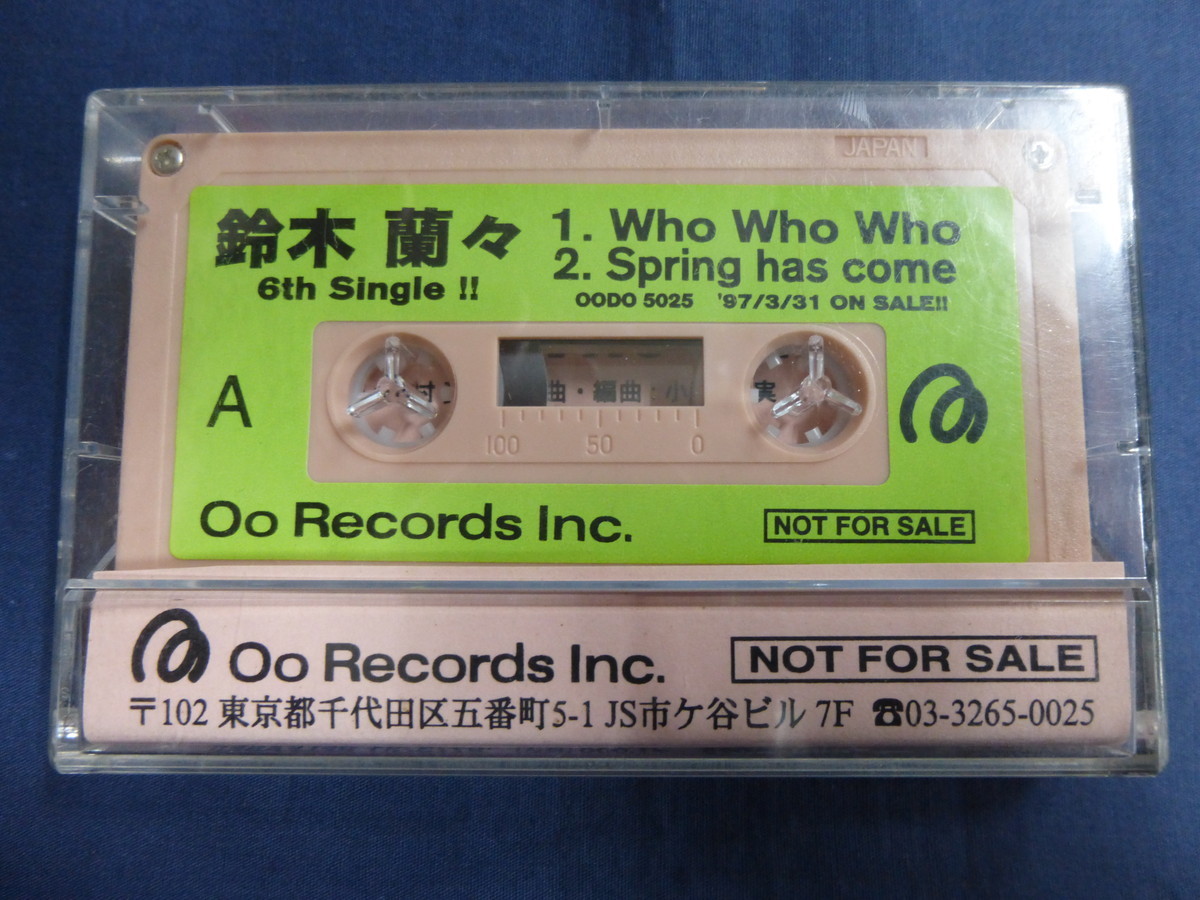 JAPAN
鈴木 蘭々
6th Single !!
1. Who Who Who
2. Spring has come
OODO 5025 '97/3/31 ON SALE!!
A
曲・編曲:小
実
100 50 0
Oo Records Inc.
NOT FOR SALE
Oo Records Inc.
NOT FOR SALE
〒102 東京都千代田区五番町5-1 JS市ケ谷ビル 7F ☎03-3265-0025